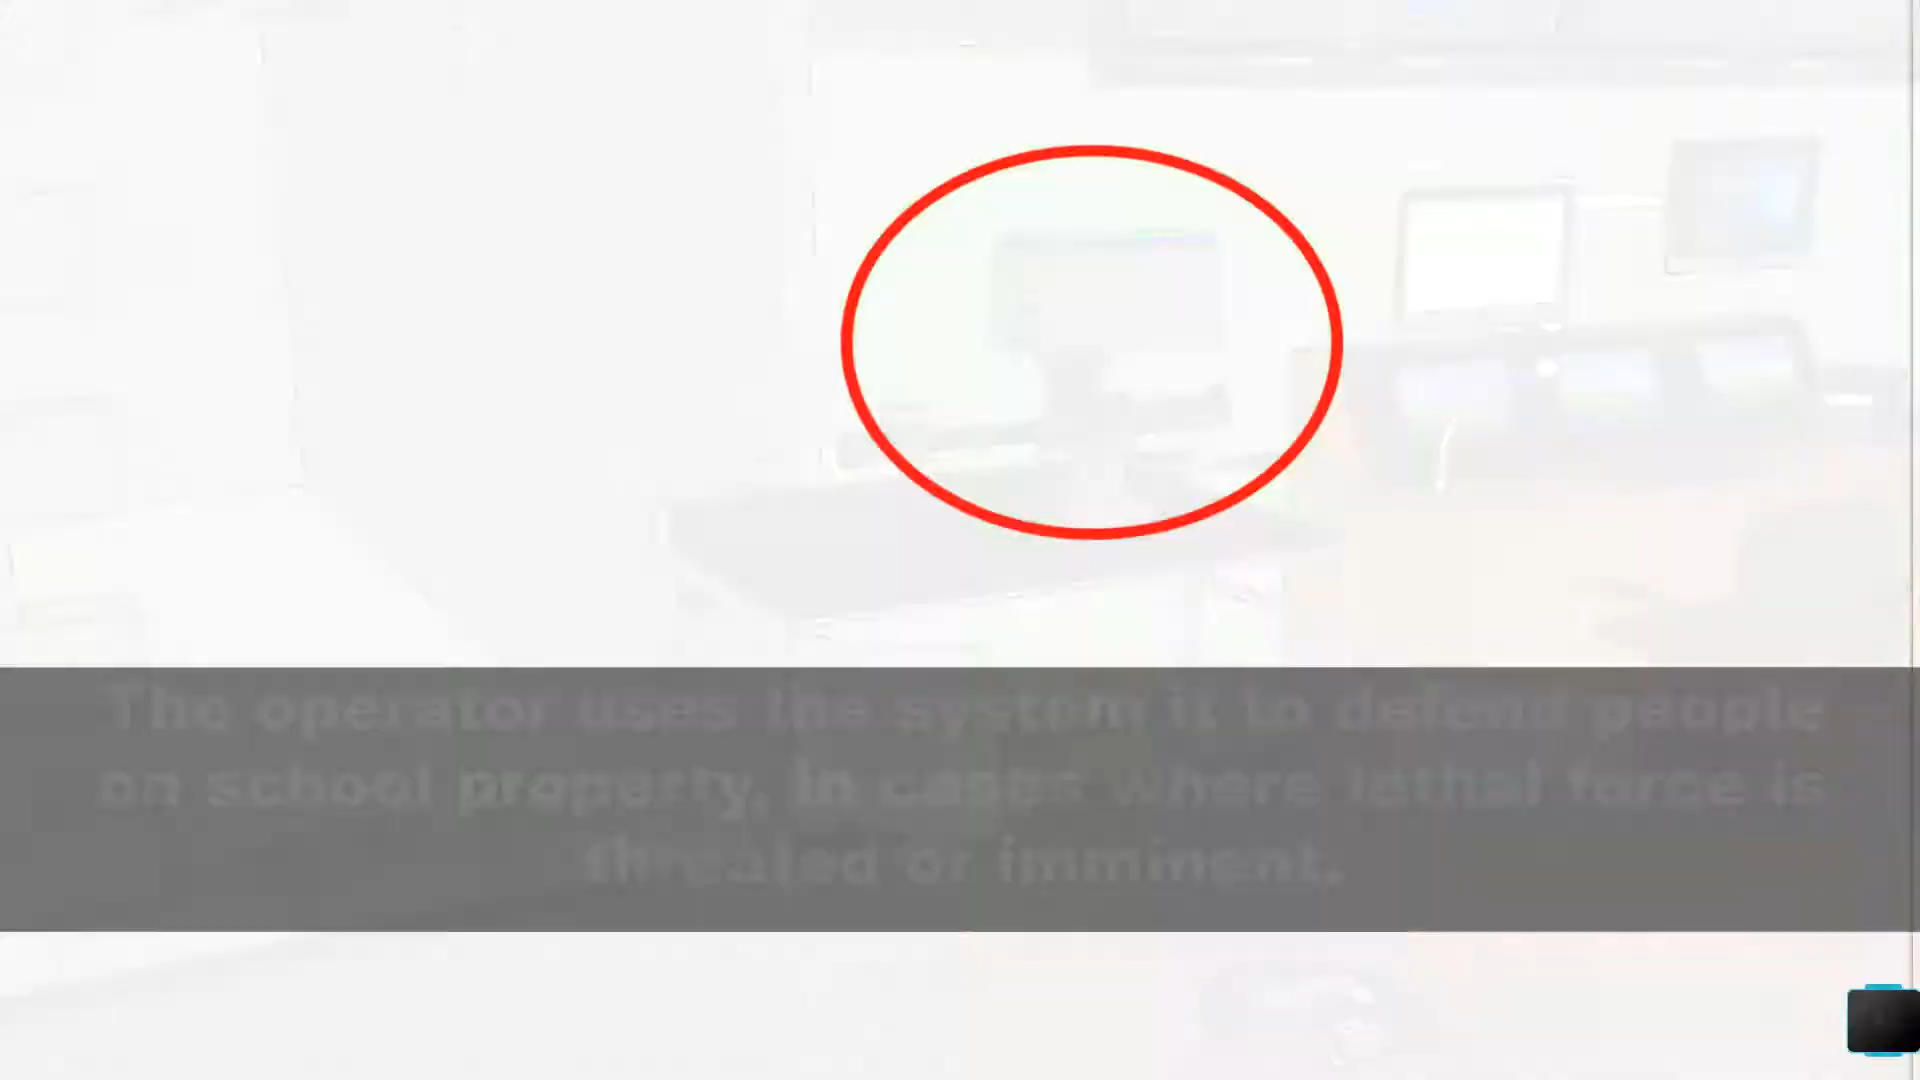 The operator uses the system is to defend people
on school property, in cases where lethal force is
threated or imminent.